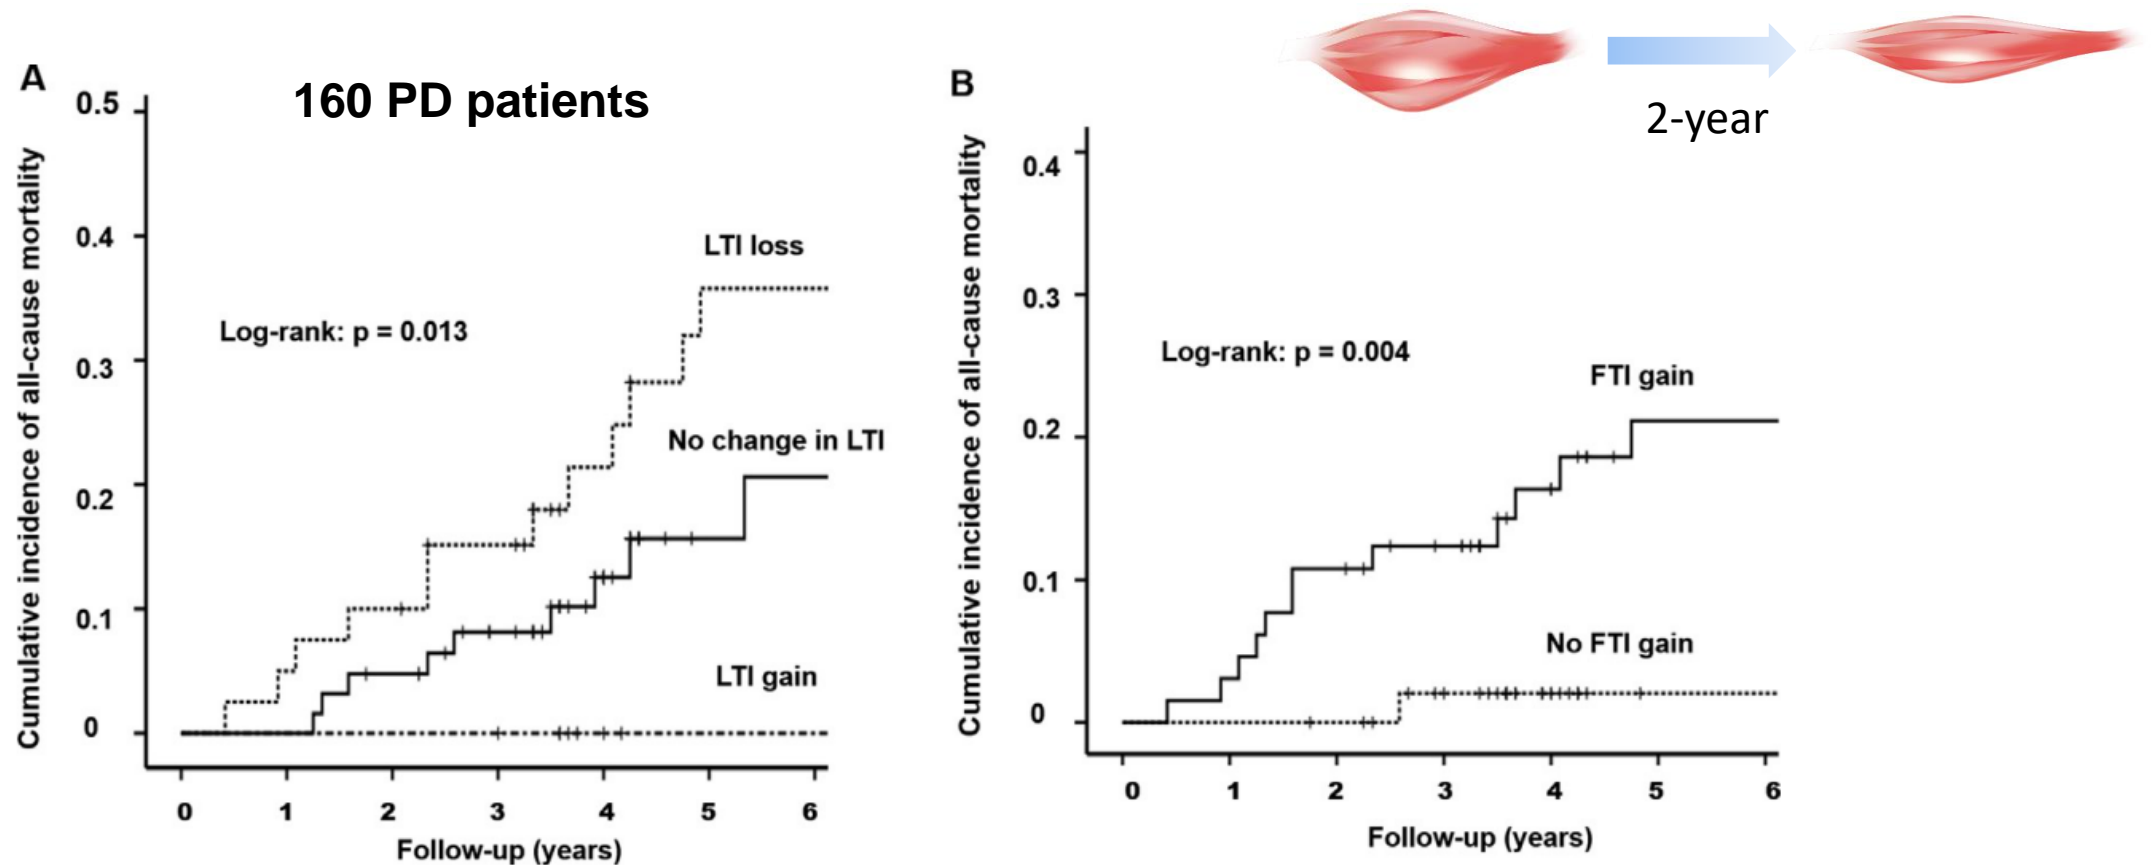 A
160 PD patients
Cumulative incidence of all-cause mortality
0.5
0.4
0.3
0.2
0.1
0
LTI loss
Log-rank: p = 0.013
No change in LTI
LTI gain
0 1 2 3 4 5 6
Follow-up (years)
B
2-year
Cumulative incidence of all-cause mortality
0.4
0.3
0.2
0.1
0
Log-rank: p = 0.004
FTI gain
No FTI gain
0 1 2 3 4 5 6
Follow-up (years)